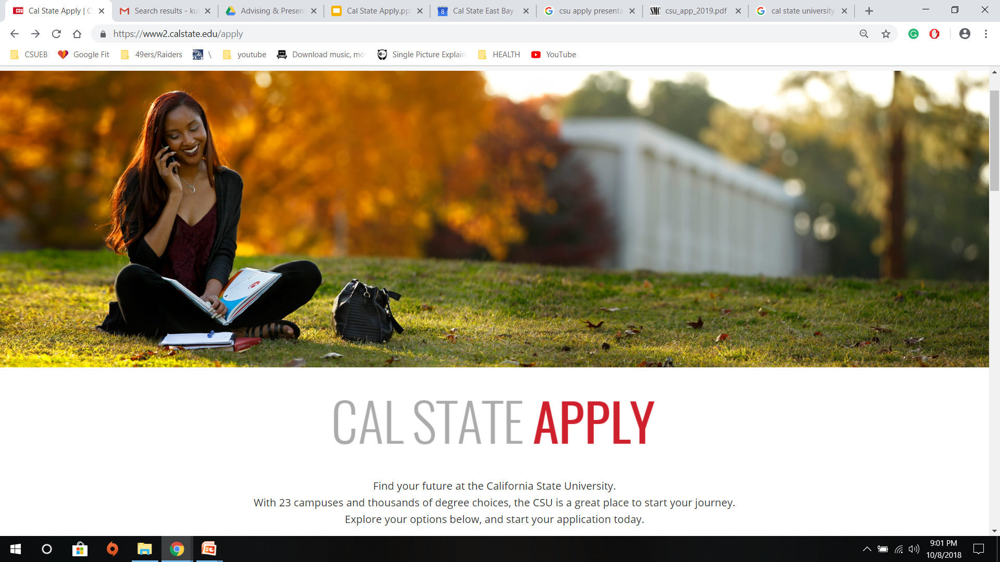 CSU Cal State Apply | C
Search results - ku
Advising & Presen
Cal State Apply.pp
8 Cal State East Bay
csu apply presenta
SMC csu_app_2019.pdf
cal state university
https://www2.calstate.edu/apply
CSUEB
Google Fit
49ers/Raiders
\
youtube
Download music, mo
Single Picture Explain
HEALTH
YouTube
CAL STATE APPLY
Find your future at the California State University.
With 23 campuses and thousands of degree choices, the CSU is a great place to start your journey.
Explore your options below, and start your application today.
9:01 PM
10/8/2018